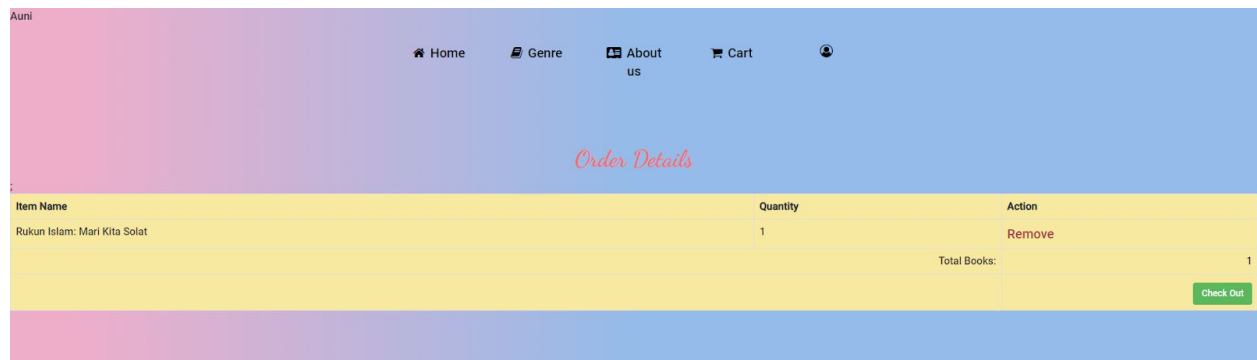 Auni
Home Genre About us Cart
Order Details
;
Item Name Quantity Action
Rukun Islam: Mari Kita Solat 1 Remove
Total Books: 1
Check Out